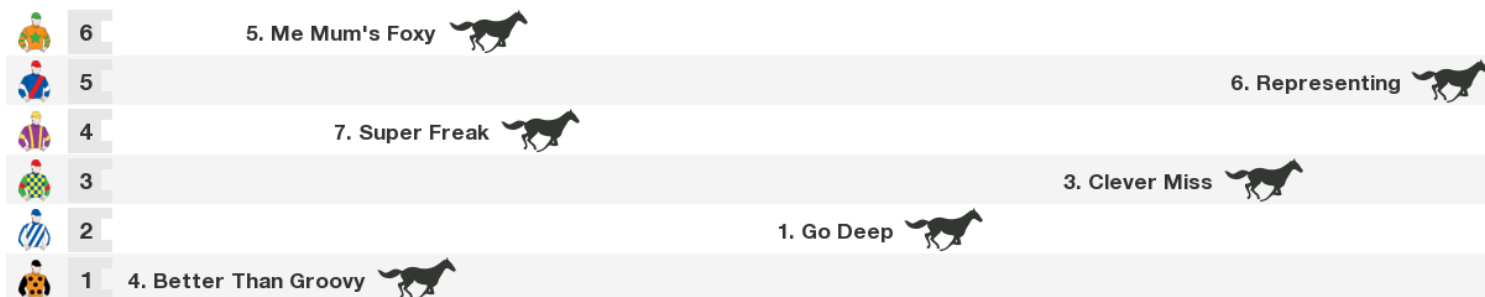 6 5. Me Mum's Foxy
5 6. Representing
4 7. Super Freak
3 3. Clever Miss
2 1. Go Deep
1 4. Better Than Groovy